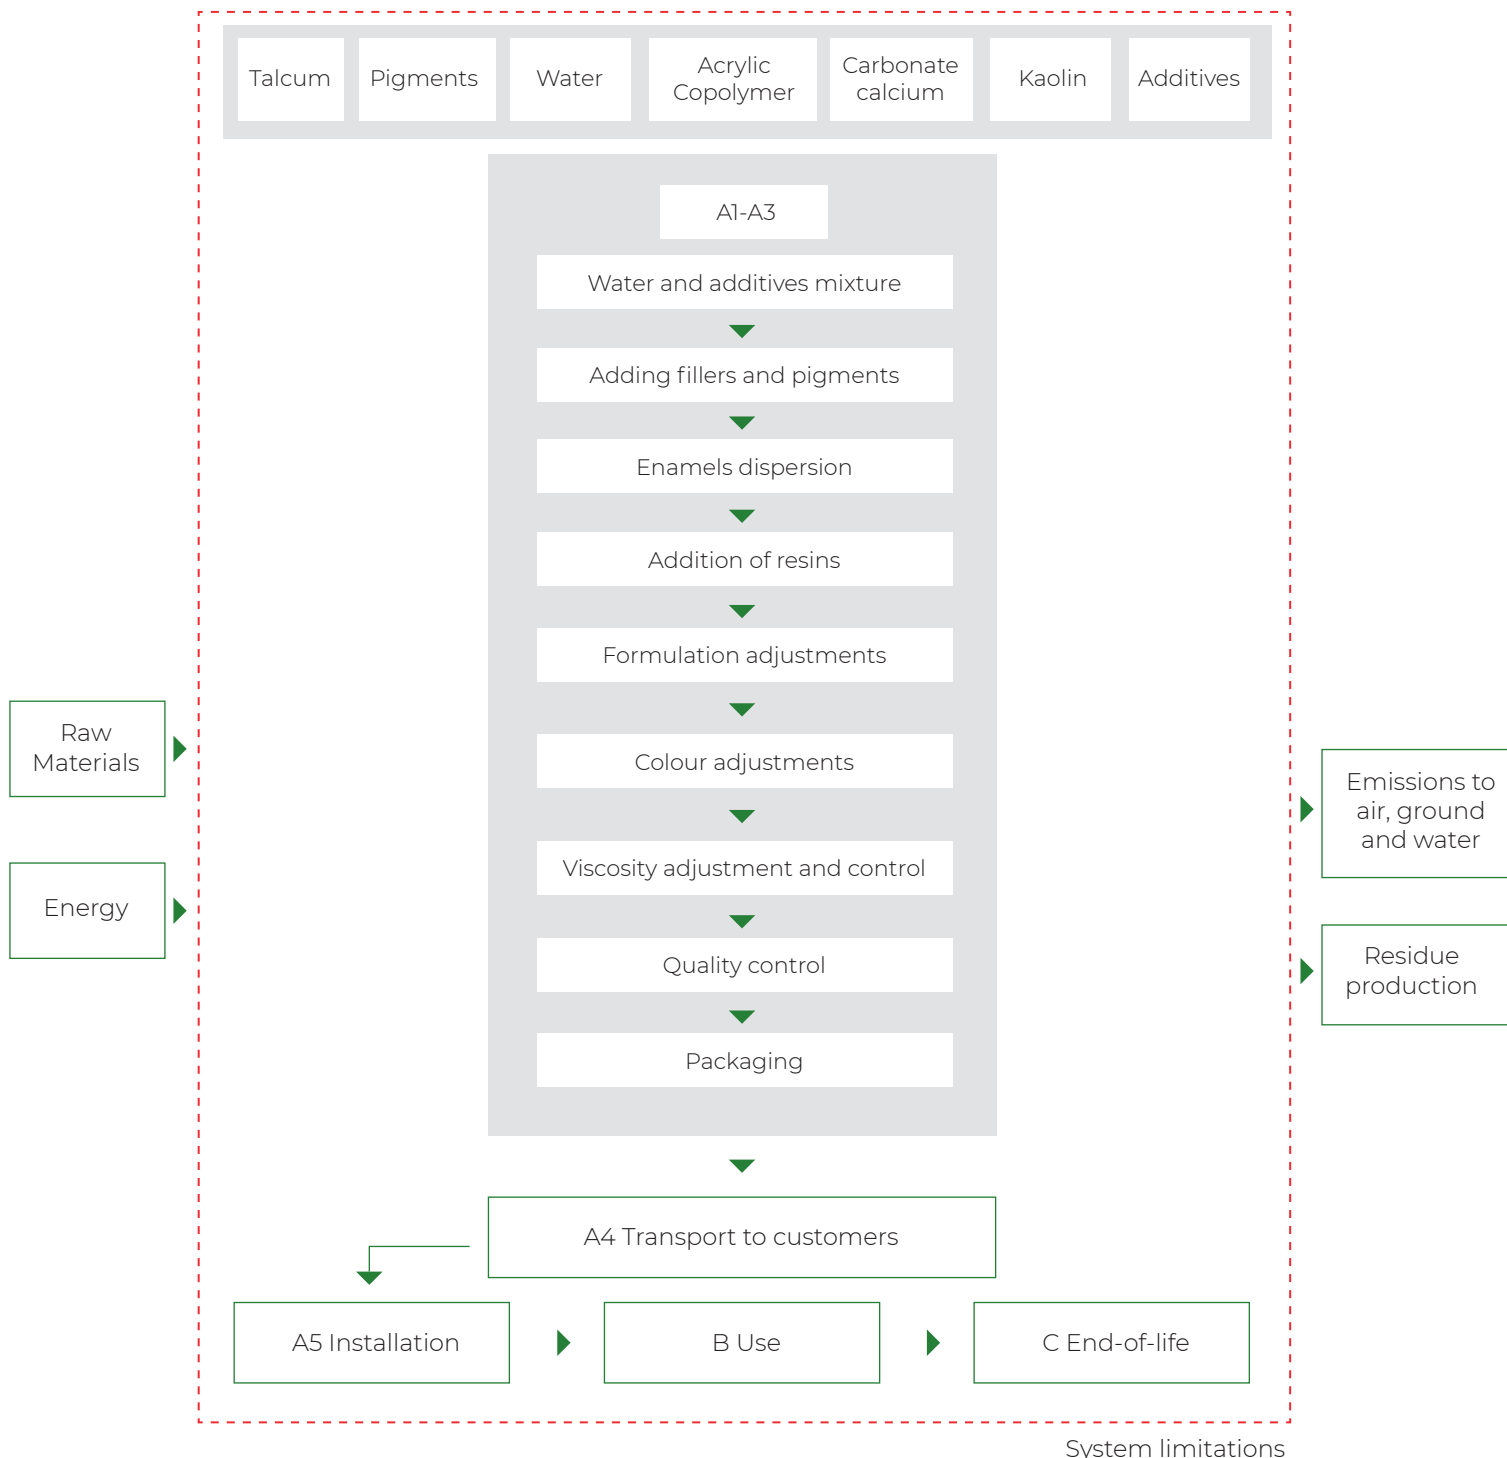 Talcum
Pigments
Water
Acrylic
Copolymer
Carbonate
calcium
Kaolin
Additives
A1-A3
Water and additives mixture
Adding fillers and pigments
Enamels dispersion
Addition of resins
Formulation adjustments
Colour adjustments
Viscosity adjustment and control
Quality control
Packaging
Raw
Materials
Energy
Emissions to
air, ground
and water
Residue
production
A4 Transport to customers
A5 Installation
B Use
C End-of-life
System limitations